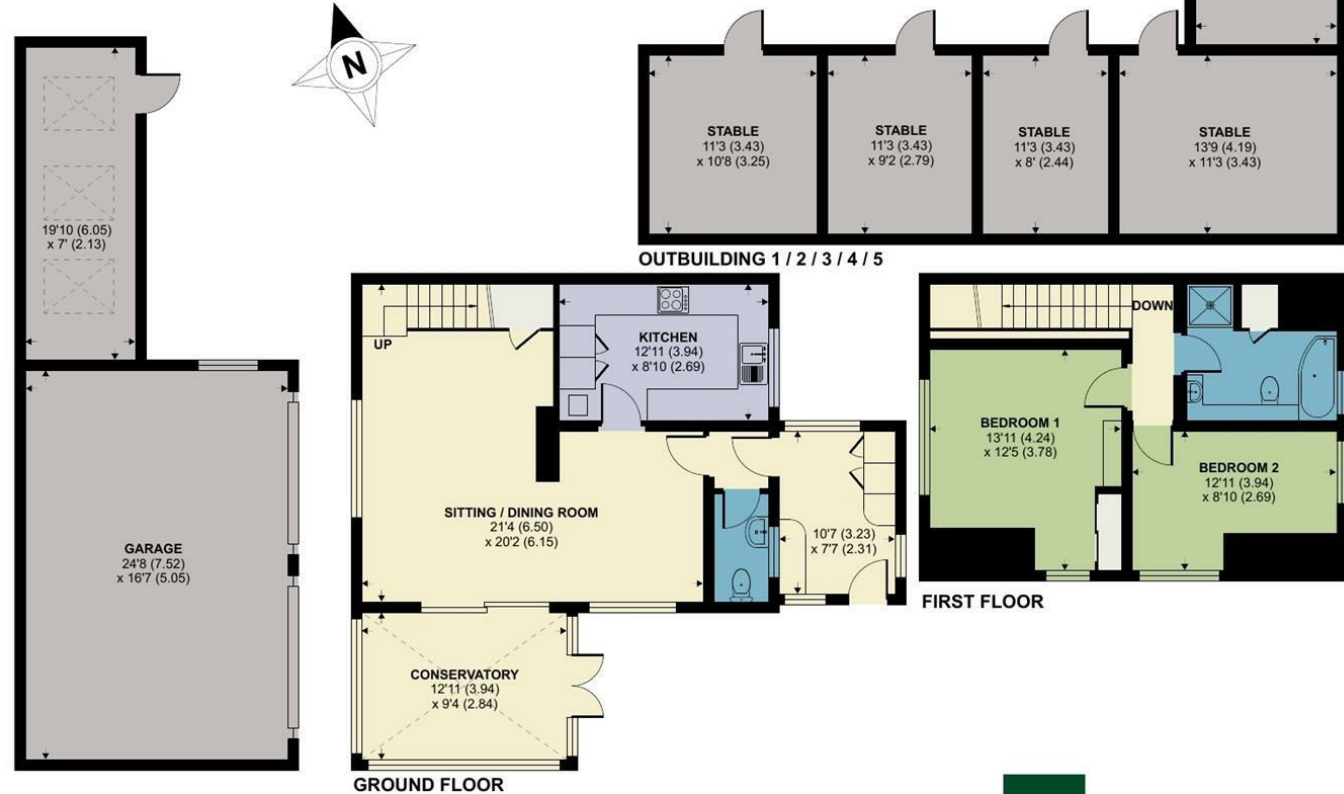 N
19'10 (6.05)
x 7' (2.13)
GARAGE
24'8 (7.52)
x 16'7 (5.05)
STABLE
11'3 (3.43)
x 10'8 (3.25)
STABLE
11'3 (3.43)
x 9'2 (2.79)
STABLE
11'3 (3.43)
x 8' (2.44)
STABLE
13'9 (4.19)
x 11'3 (3.43)
OUTBUILDING 1 / 2 / 3 / 4 / 5
UP
KITCHEN
12'11 (3.94)
x 8'10 (2.69)
SITTING / DINING ROOM
21'4 (6.50)
x 20'2 (6.15)
10'7 (3.23)
x 7'7 (2.31)
CONSERVATORY
12'11 (3.94)
x 9'4 (2.84)
GROUND FLOOR
DOWN
BEDROOM 1
13'11 (4.24)
x 12'5 (3.78)
BEDROOM 2
12'11 (3.94)
x 8'10 (2.69)
FIRST FLOOR